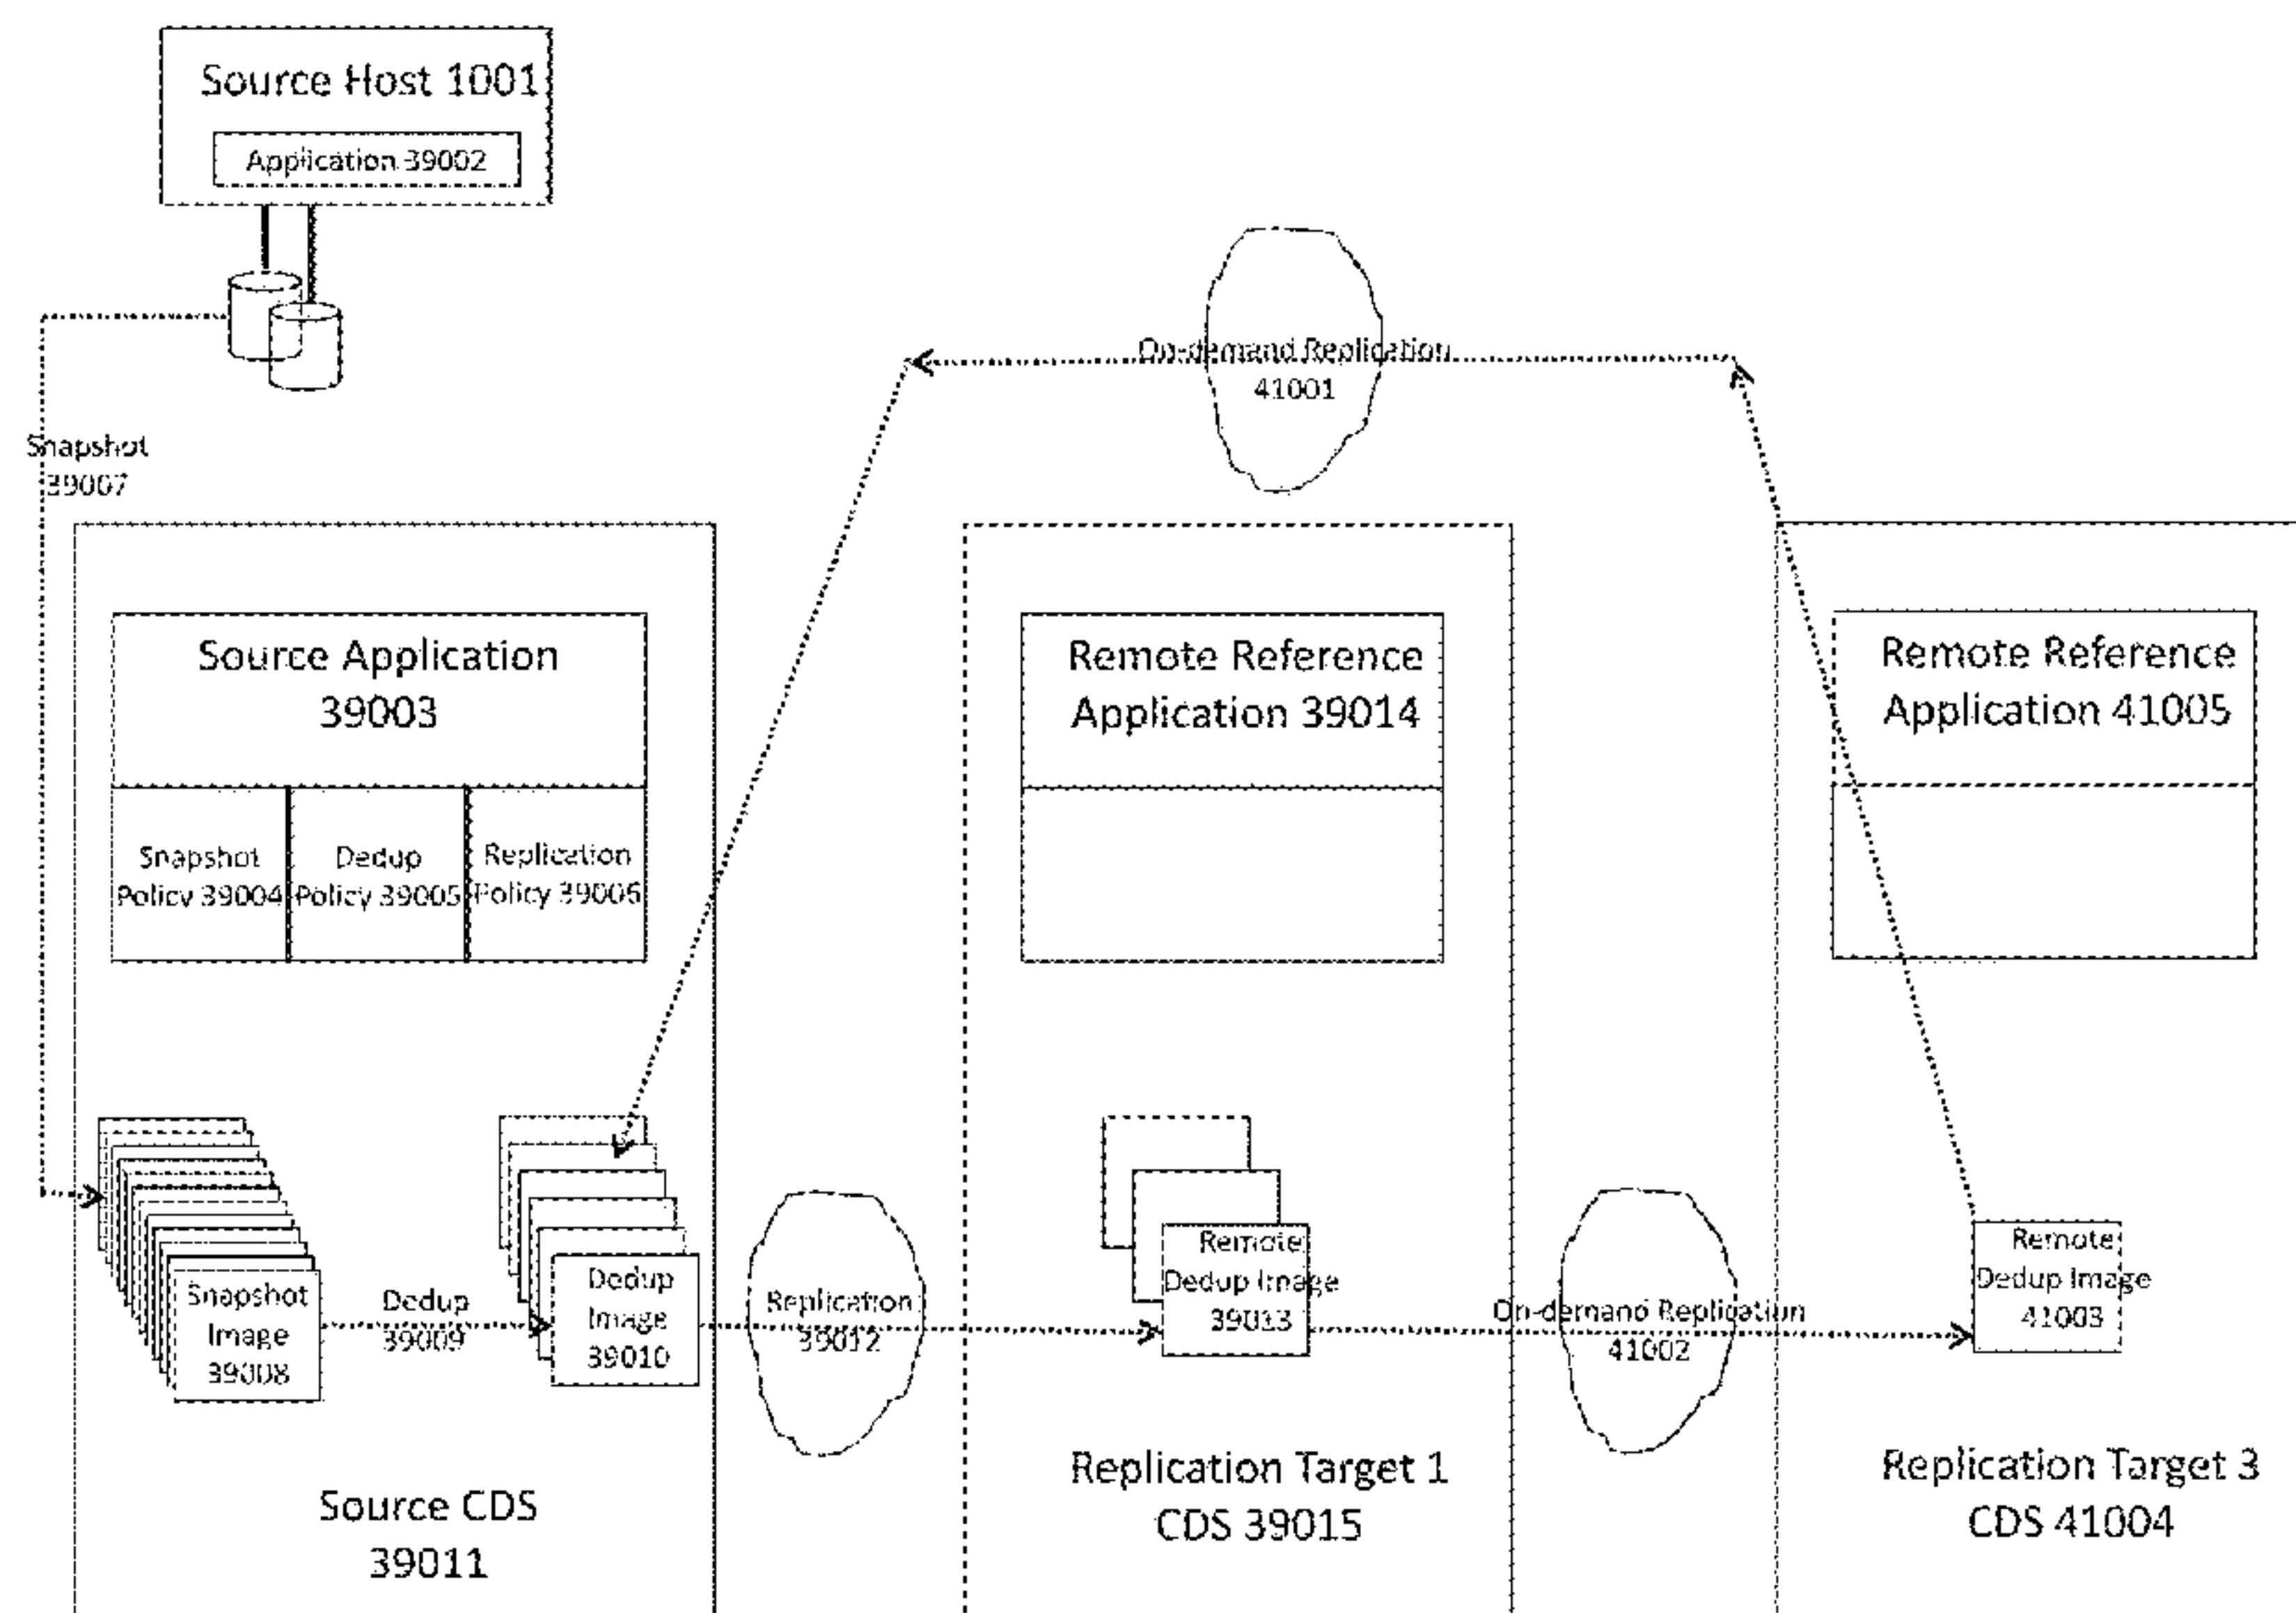 Source Host 1001
Application 39002
On-demand Replication
41001
Snapshot
39007
Source Application
39003
Snapshot
Policy 39004
Dedup
Policy 39005
Replication
Policy 39006
Remote Reference
Application 39014
Remote Reference
Application 41005
Snapshot
Image
39008
Dedup
39009
Dedup
Image
39010
Replication
39012
Remote
Dedup Image
39013
On-demand Replication
41002
Remote
Dedup Image
41003
Source CDS
39011
Replication Target 1
CDS 39015
Replication Target 3
CDS 41004